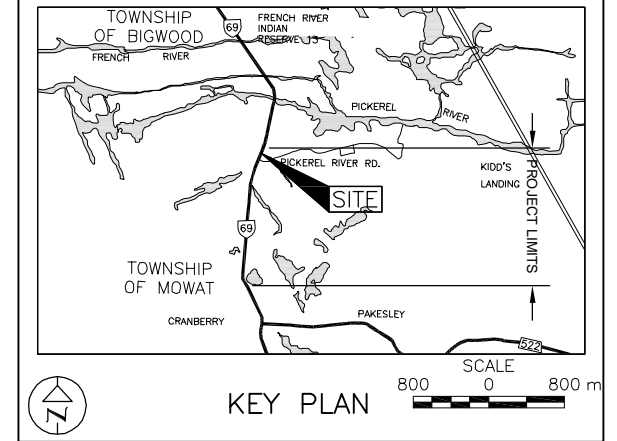 TOWNSHIP
OF BIGWOOD
69
FRENCH RIVER
INDIAN
RESERVE 13
FRENCH RIVER
PICKEREL RIVER
PICKEREL RIVER RD.
KIDD'S
LANDING
PROJECT LIMITS
SITE
69
TOWNSHIP
OF MOWAT
CRANBERRY
PAKESLEY
522
SCALE
800 0 800 m
N
KEY PLAN